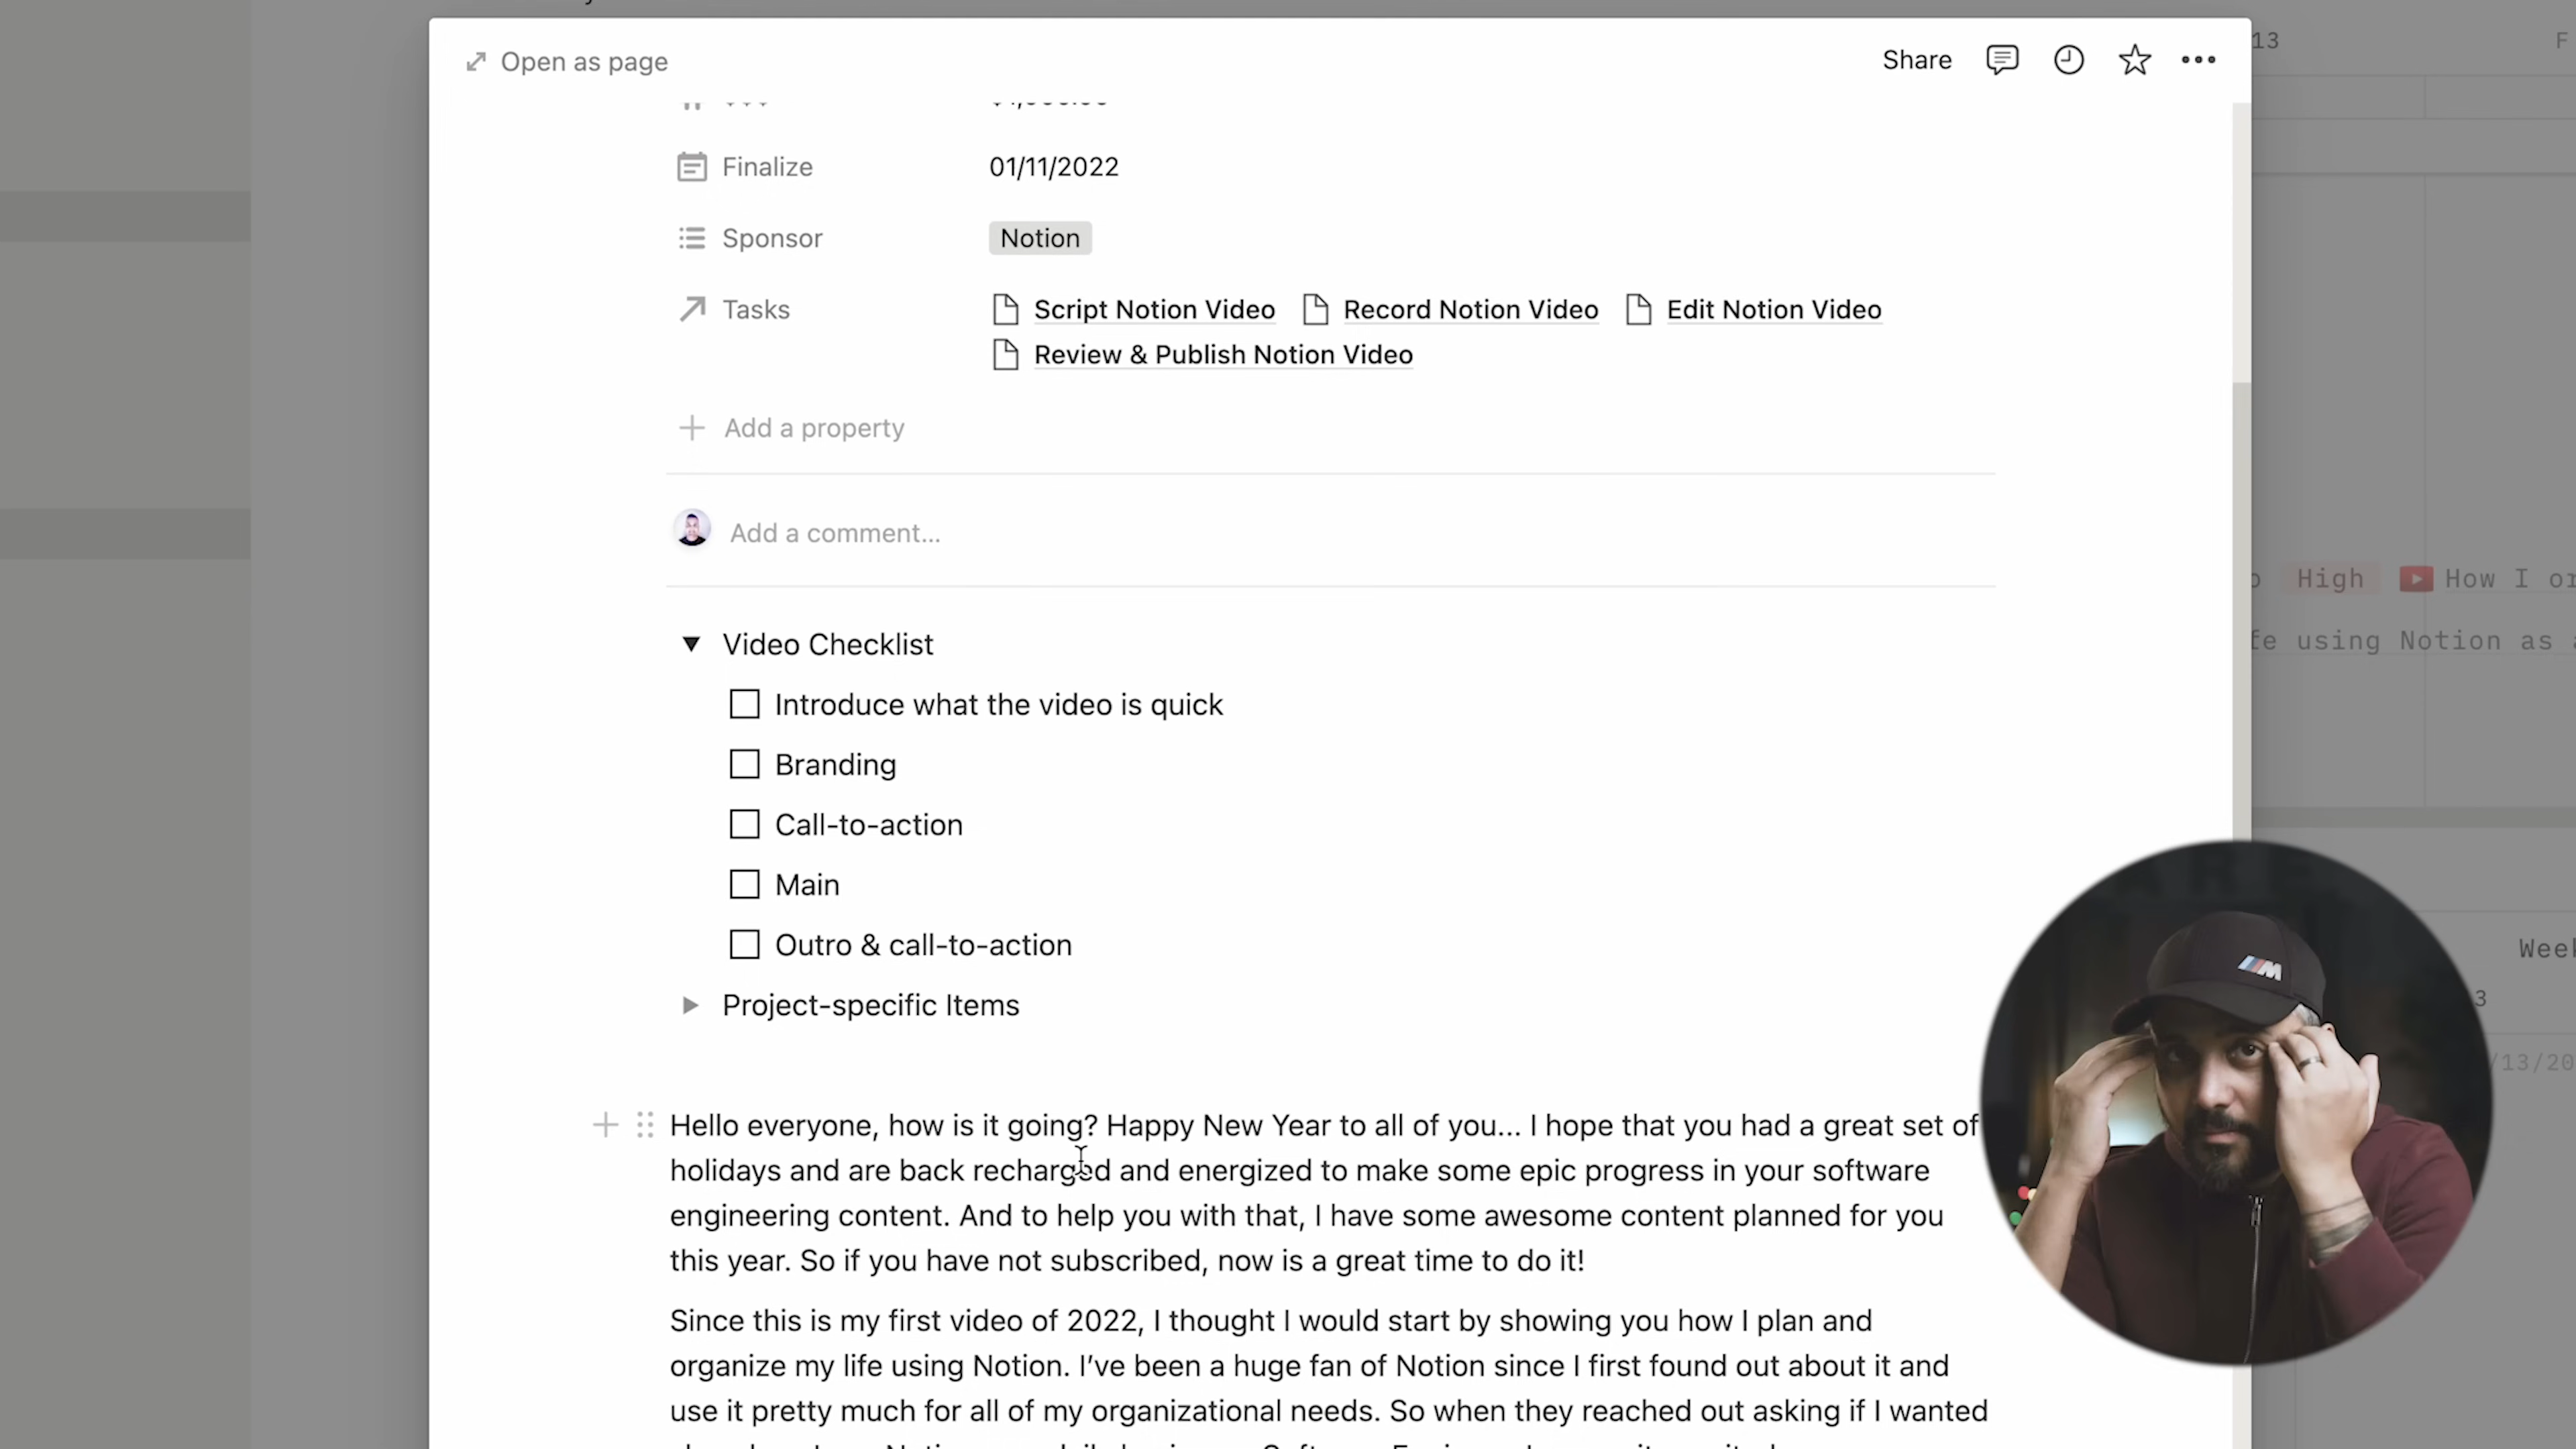 Open as page
Share
13
F
Finalize 01/11/2022
Sponsor Notion
Tasks Script Notion Video Record Notion Video Edit Notion Video
Review & Publish Notion Video
Add a property
Add a comment...
High How I or
using Notion as a
Video Checklist
Introduce what the video is quick
Branding
Call-to-action
Main
Outro & call-to-action
Project-specific Items
Week
3
/13/20
Hello everyone, how is it going? Happy New Year to all of you... I hope that you had a great set of
holidays and are back recharged and energized to make some epic progress in your software
engineering content. And to help you with that, I have some awesome content planned for you
this year. So if you have not subscribed, now is a great time to do it!
Since this is my first video of 2022, I thought I would start by showing you how I plan and
organize my life using Notion. I've been a huge fan of Notion since I first found out about it and
use it pretty much for all of my organizational needs. So when they reached out asking if I wanted
M